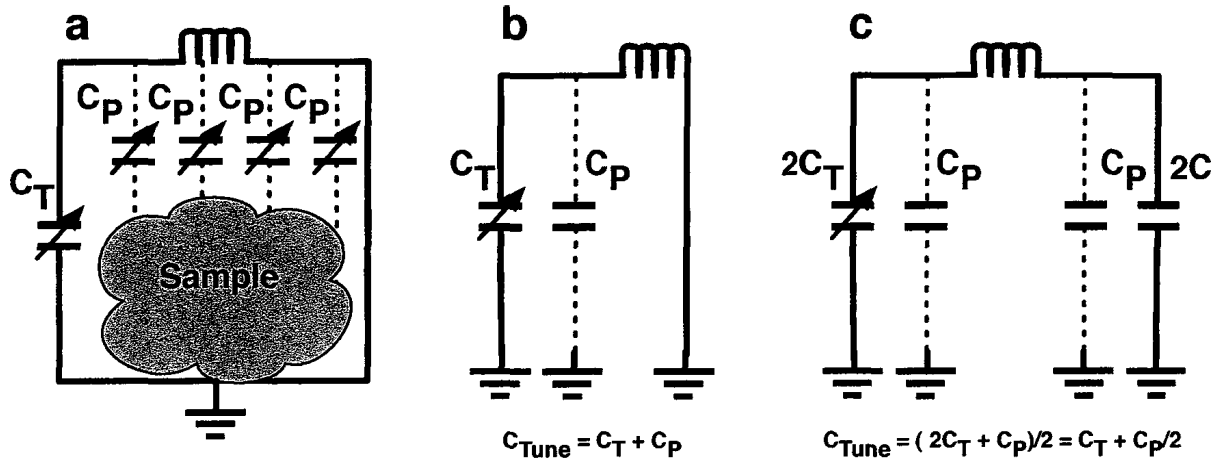 a
C_P C_P C_P C_P
C_T
Sample
b
C_T
C_P
C_Tune = C_T + C_P
c
2C_T
C_P
C_P
2C
C_Tune = ( 2C_T + C_P)/2 = C_T + C_P/2